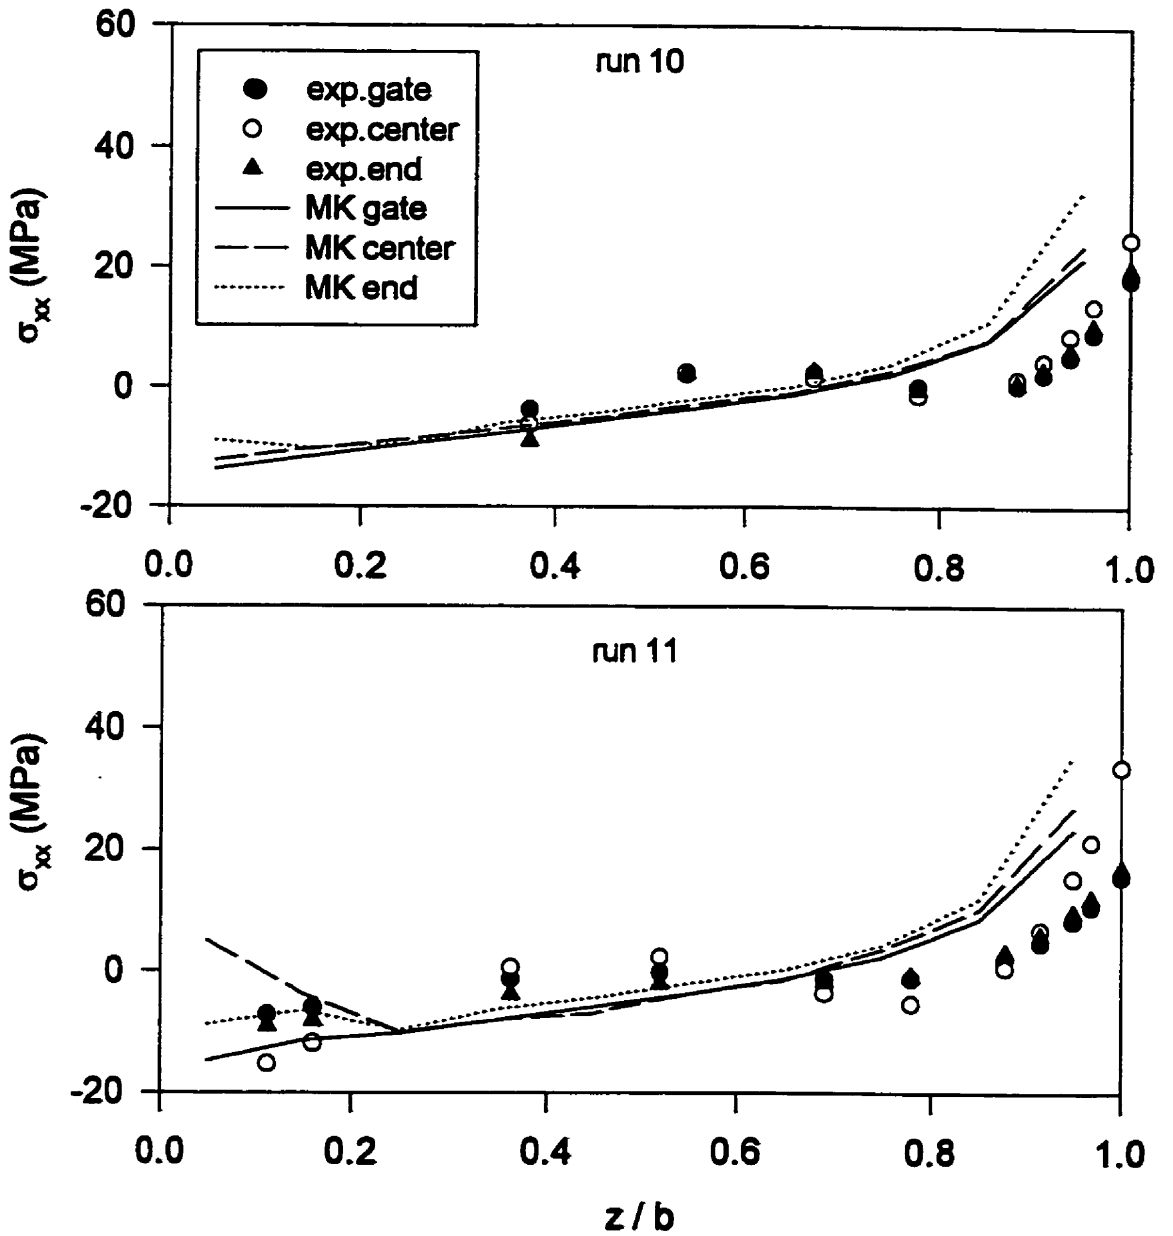 60
run 10
exp.gate
exp.center
exp.end
MK gate
MK center
MK end
40
20
0
-20
σxx (MPa)
0.0 0.2 0.4 0.6 0.8 1.0
60
run 11
40
20
0
-20
σxx (MPa)
0.0 0.2 0.4 0.6 0.8 1.0
z / b